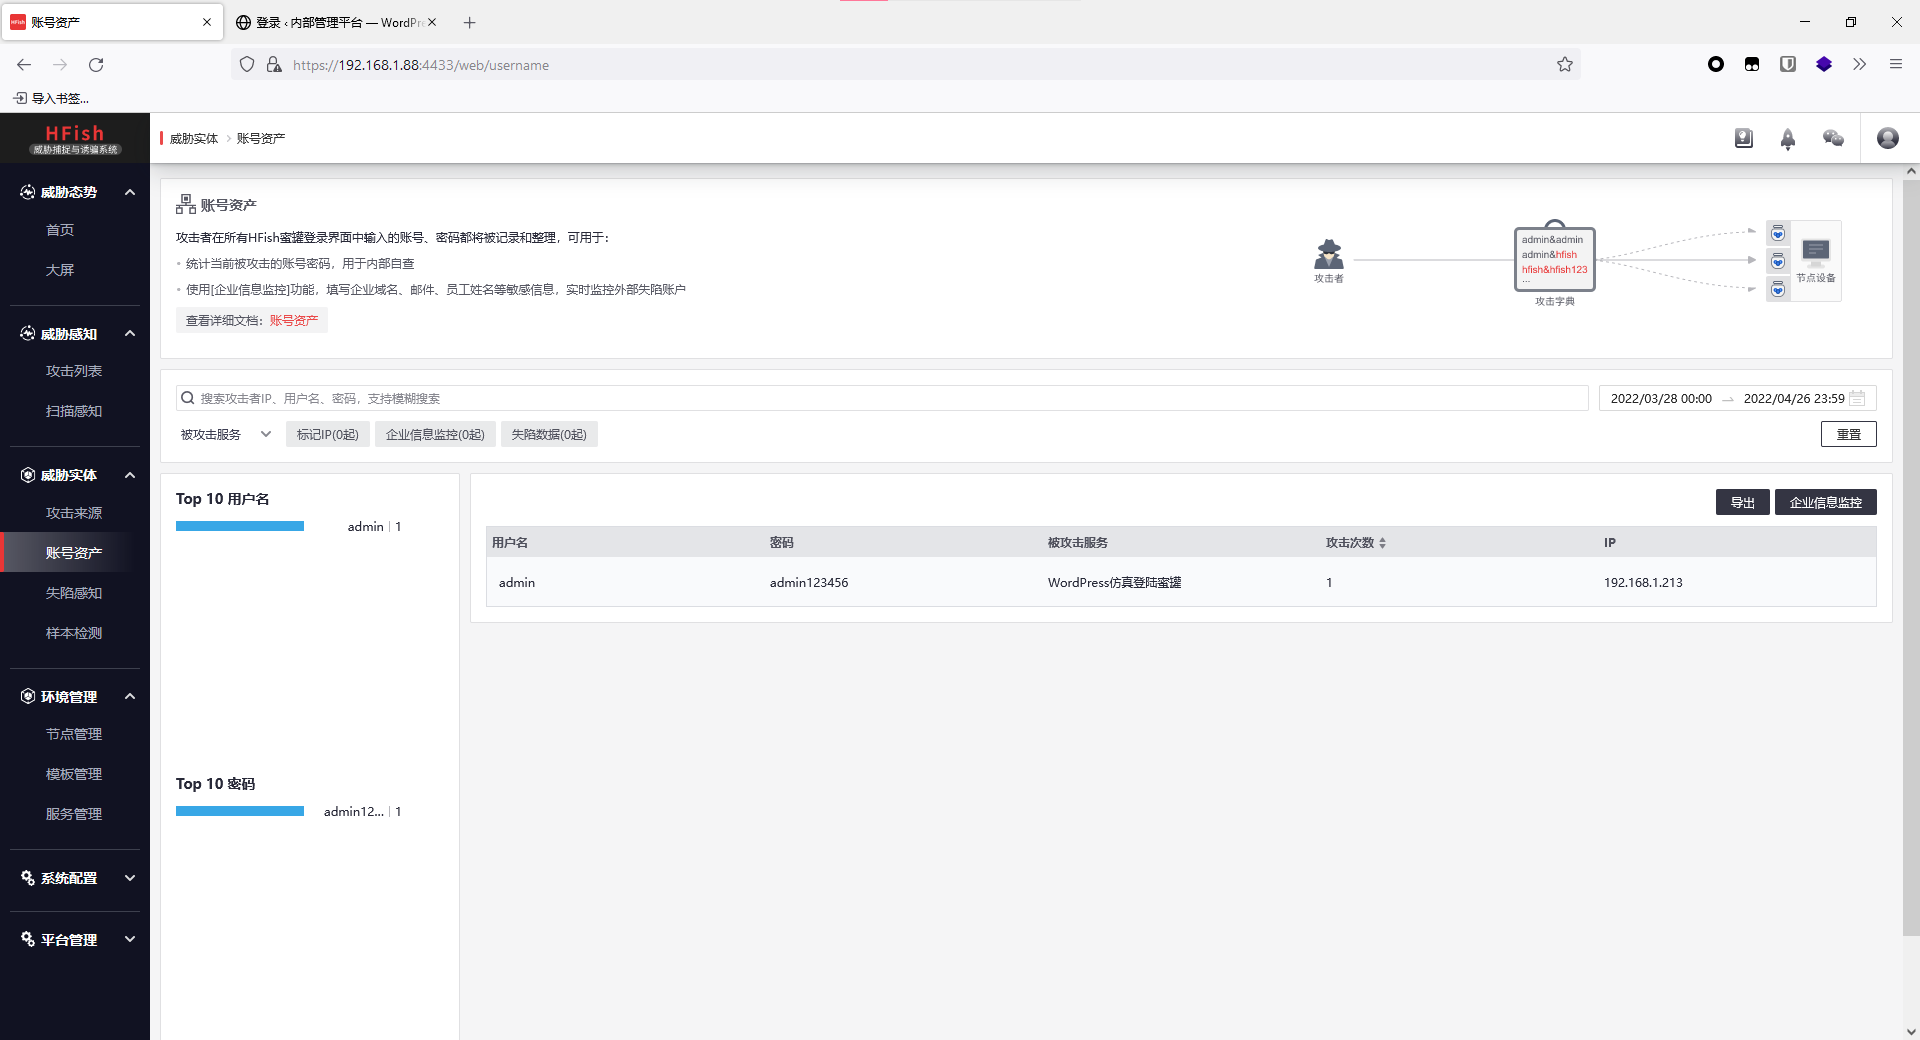 账号资产
登录 ‹ 内部管理平台 — WordPr
https://192.168.1.88:4433/web/username
导入书签...
HFish
威胁捕捉与诱骗系统
威胁实体 › 账号资产
威胁态势
首页
大屏
威胁感知
攻击列表
扫描感知
威胁实体
攻击来源
账号资产
失陷感知
样本检测
环境管理
节点管理
模板管理
服务管理
系统配置
平台管理
账号资产
攻击者在所有HFish蜜罐登录界面中输入的账号、密码都将被记录和整理，可用于：
• 统计当前被攻击的账号密码，用于内部自查
• 使用[企业信息监控]功能，填写企业域名、邮件、员工姓名等敏感信息，实时监控外部失陷账户
查看详细文档：账号资产
攻击者
admin&admin
admin&hfish
hfish&hfish123
...
攻击字典
节点设备
搜索攻击者IP、用户名、密码，支持模糊搜索
2022/03/28 00:00 → 2022/04/26 23:59
被攻击服务 标记IP(0起) 企业信息监控(0起) 失陷数据(0起) 重置
Top 10 用户名
admin | 1
Top 10 密码
admin12... | 1
导出 企业信息监控
用户名 密码 被攻击服务 攻击次数 IP
admin admin123456 WordPress仿真登陆蜜罐 1 192.168.1.213